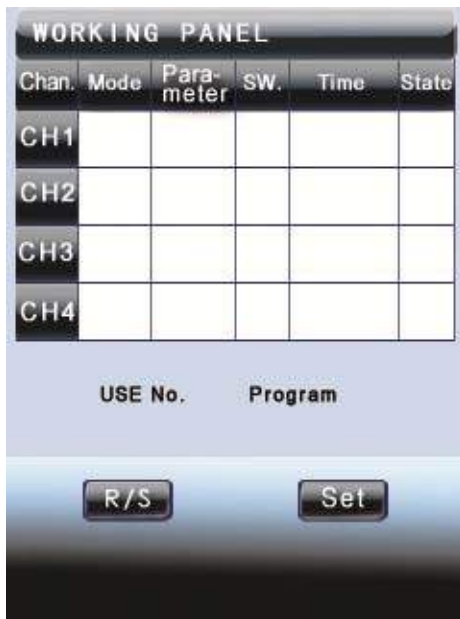 WORKING PANEL
Chan. Mode Para-meter SW. Time State
CH1
CH2
CH3
CH4
USE No. Program
R/S Set